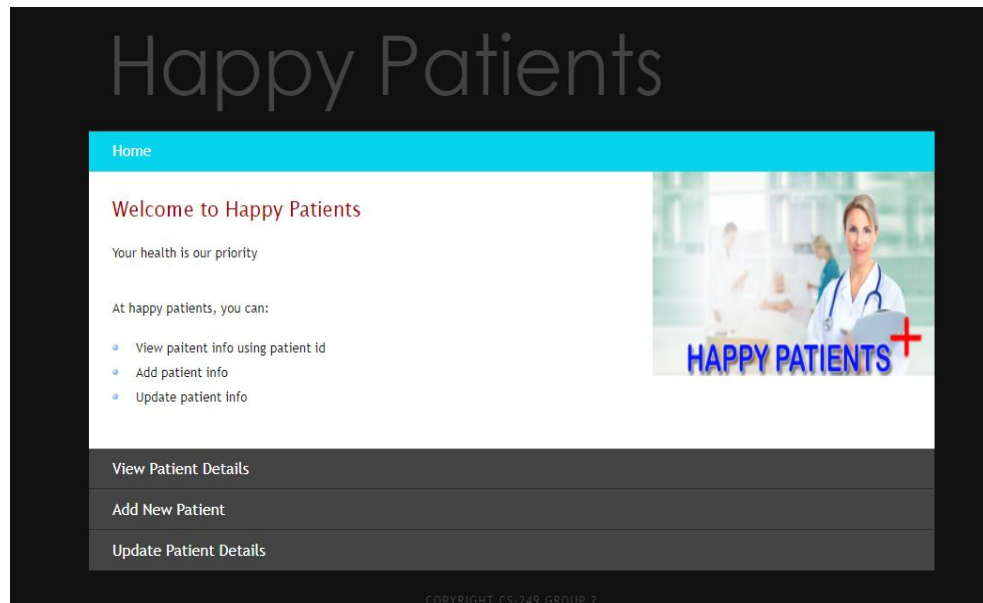 Happy Patients
Home
Welcome to Happy Patients
Your health is our priority
At happy patients, you can:
View paitent info using patient id
Add patient info
Update patient info
HAPPY PATIENTS
View Patient Details
Add New Patient
Update Patient Details
COPYRIGHT CS-249 GROUP 2